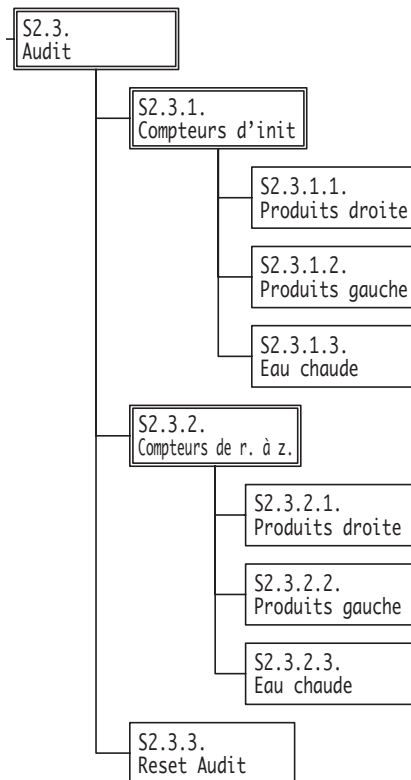 S2.3.
Audit
S2.3.1.
Compteurs d’init
S2.3.1.1.
Produits droite
S2.3.1.2.
Produits gauche
S2.3.1.3.
Eau chaude
S2.3.2.
Compteurs de r. à z.
S2.3.2.1.
Produits droite
S2.3.2.2.
Produits gauche
S2.3.2.3.
Eau chaude
S2.3.3.
Reset Audit